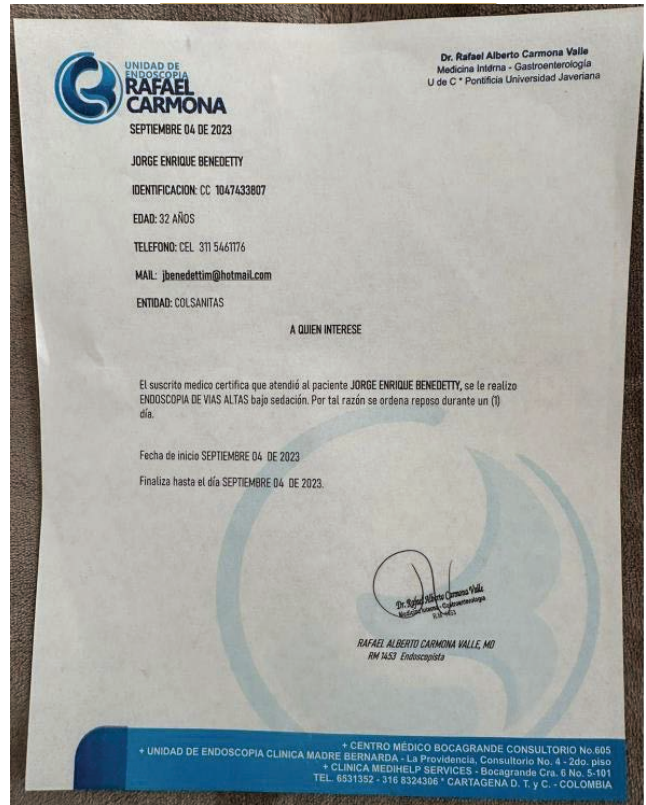 UNIDAD DE
ENDOSCOPIA
RAFAEL
CARMONA
Dr. Rafael Alberto Carmona Valle
Medicina Interna - Gastroenterología
U de C * Pontificia Universidad Javeriana
SEPTIEMBRE 04 DE 2023
JORGE ENRIQUE BENEDETTY
IDENTIFICACION: CC 1047433807
EDAD: 32 AÑOS
TELEFONO: CEL 311 5461176
MAIL: jbenedettim@hotmail.com
ENTIDAD: COLSANITAS
A QUIEN INTERESE
El suscrito medico certifica que atendió al paciente JORGE ENRIQUE BENEDETTY, se le realizo
ENDOSCOPIA DE VIAS ALTAS bajo sedación. Por tal razón se ordena reposo durante un (1)
día.
Fecha de inicio SEPTIEMBRE 04 DE 2023
Finaliza hasta el día SEPTIEMBRE 04 DE 2023.
Dr. Rafael Alberto Carmona Valle
Medicina Interna - Gastroenterología
RAFAEL ALBERTO CARMONA VALLE, MD
RM 1453 Endoscopista
+ CENTRO MÉDICO BOCAGRANDE CONSULTORIO No.605
+ UNIDAD DE ENDOSCOPIA CLINICA MADRE BERNARDA - La Providencia, Consultorio No. 4 - 2do. piso
+ CLINICA MEDIHELP SERVICES - Bocagrande Cra. 6 No. 5-101
TEL. 6531352 - 316 8324306 * CARTAGENA D. T. y C. - COLOMBIA